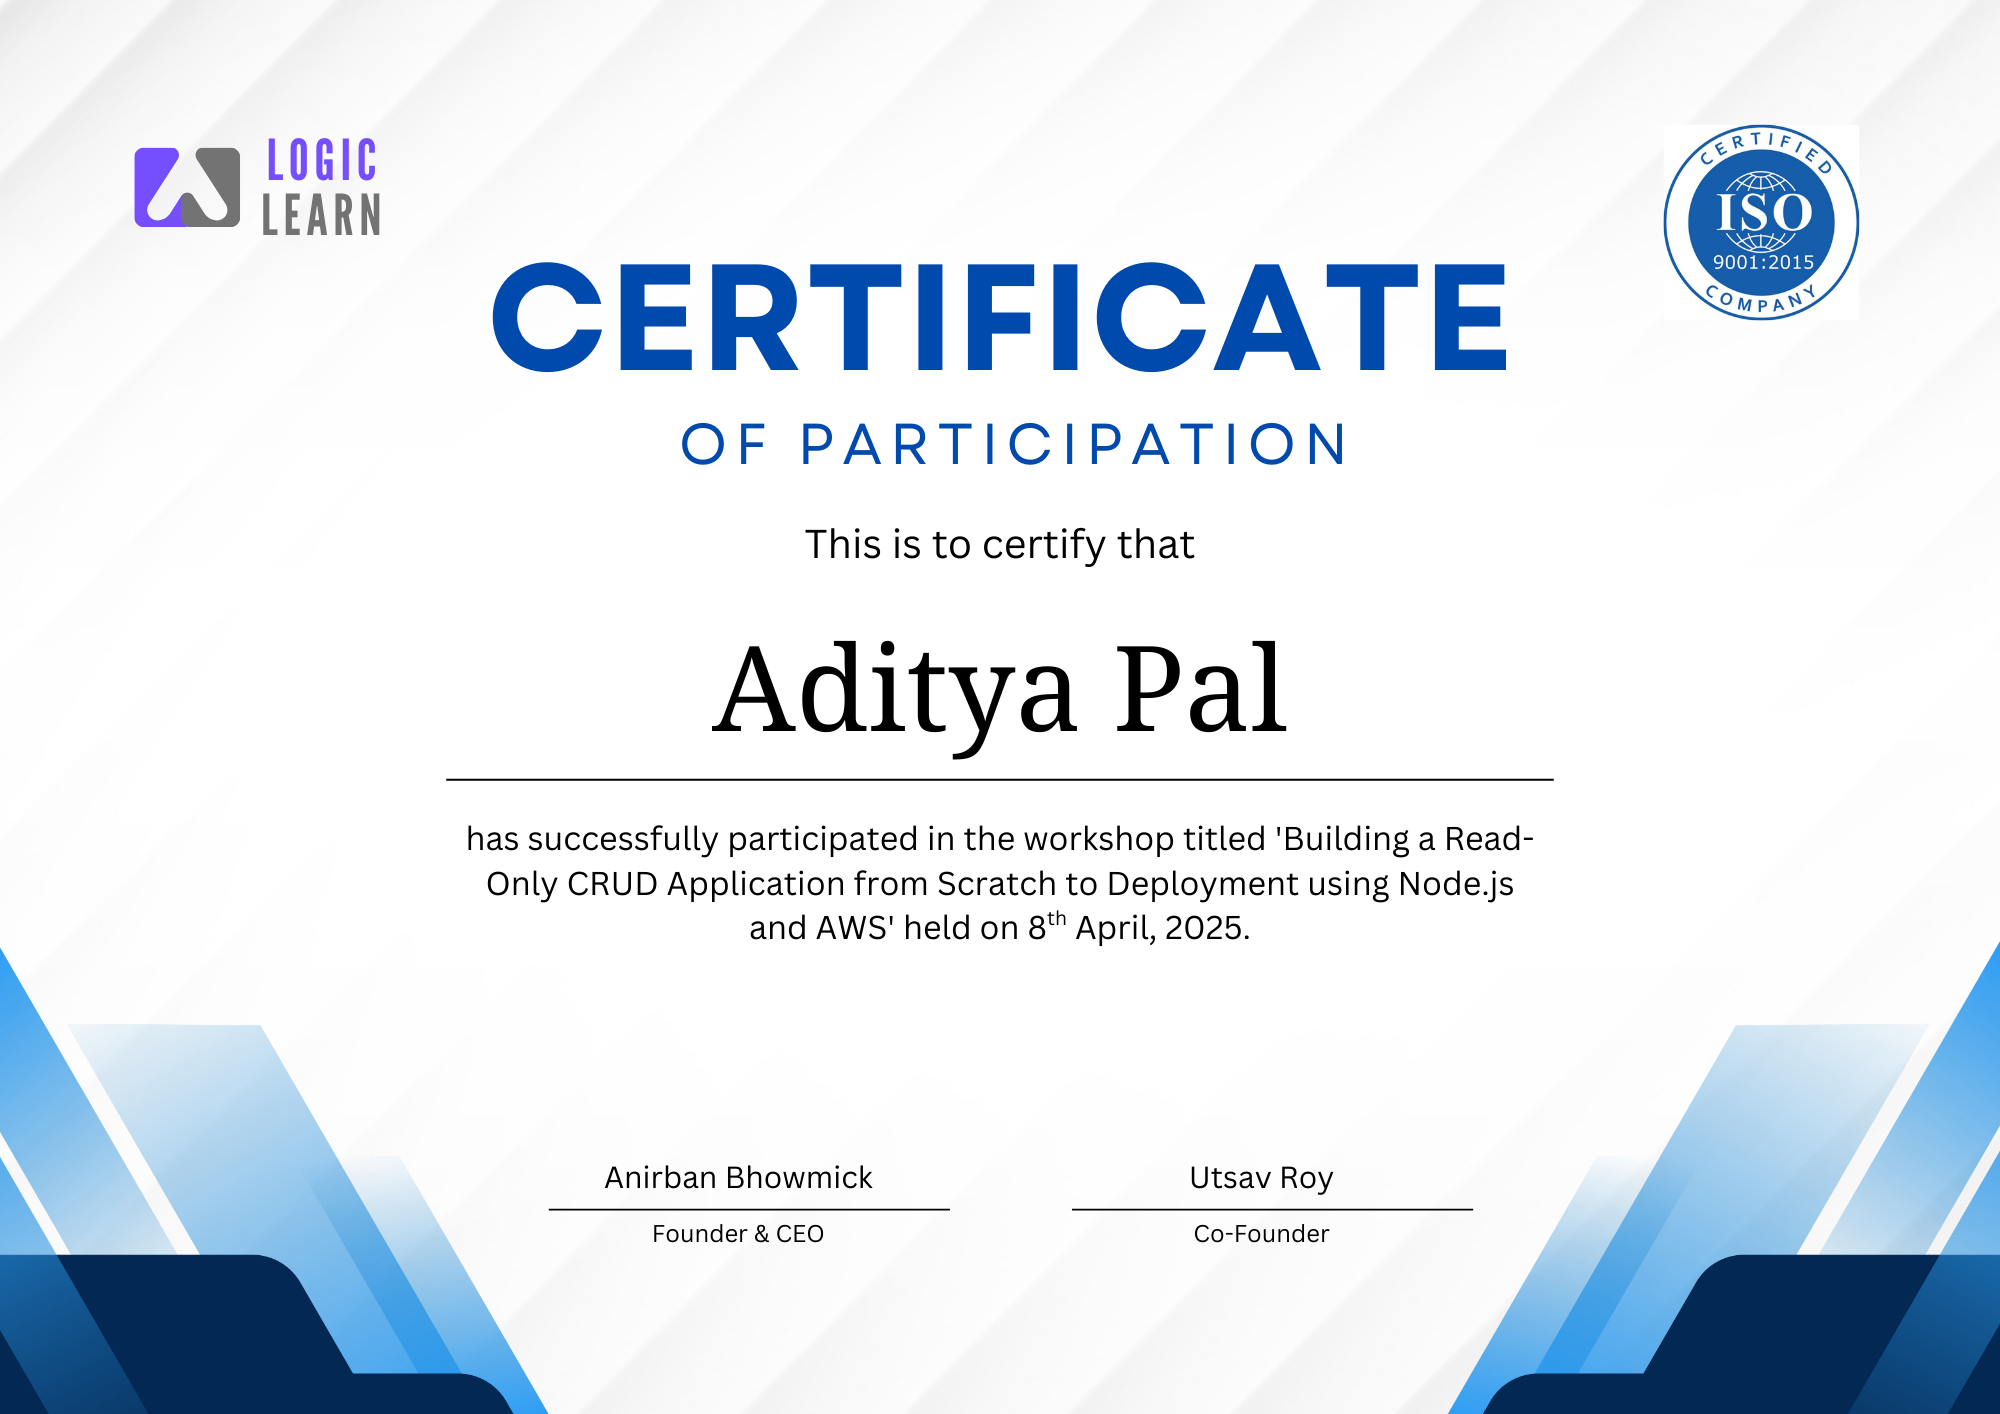 LOGIC
LEARN
CERTIFIED
ISO
9001:2015
COMPANY
CERTIFICATE
OF PARTICIPATION
This is to certify that
Aditya Pal
has successfully participated in the workshop titled 'Building a Read-
Only CRUD Application from Scratch to Deployment using Node.js
and AWS' held on 8th April, 2025.
Anirban Bhowmick
Founder & CEO
Utsav Roy
Co-Founder